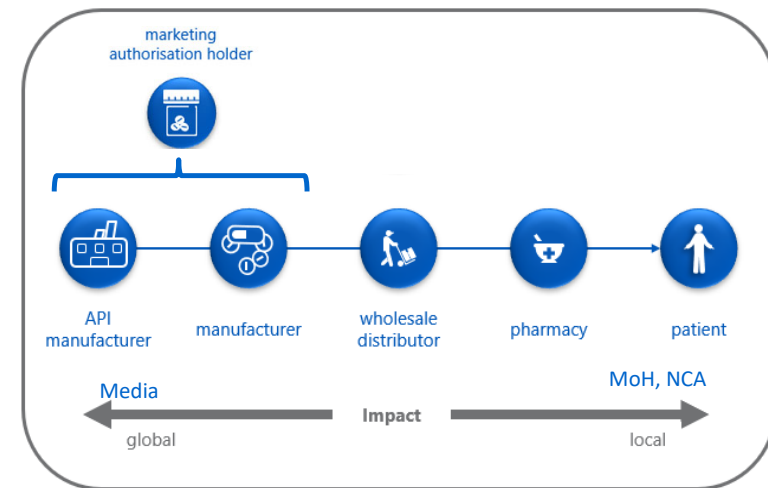 marketing
authorisation holder
API
manufacturer
manufacturer
wholesale
distributor
pharmacy
patient
Media
MoH, NCA
Impact
global
local